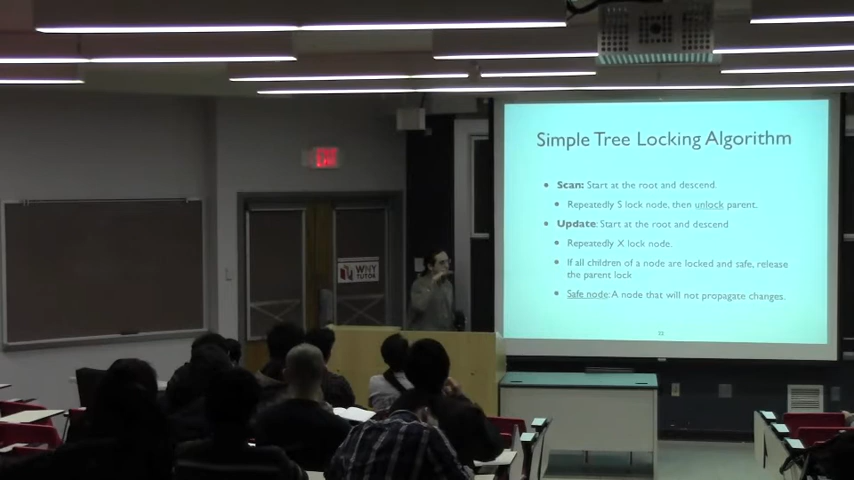 Simple Tree Locking Algorithm
• Scan: Start at the root and descend.
• Repeatedly S lock node, then unlock parent.
• Update: Start at the root and descend
• Repeatedly X lock node.
• If all children of a node are locked and safe, release
the parent lock
• Safe node: A node that will not propagate changes.
EXIT
WNY
TUTOR